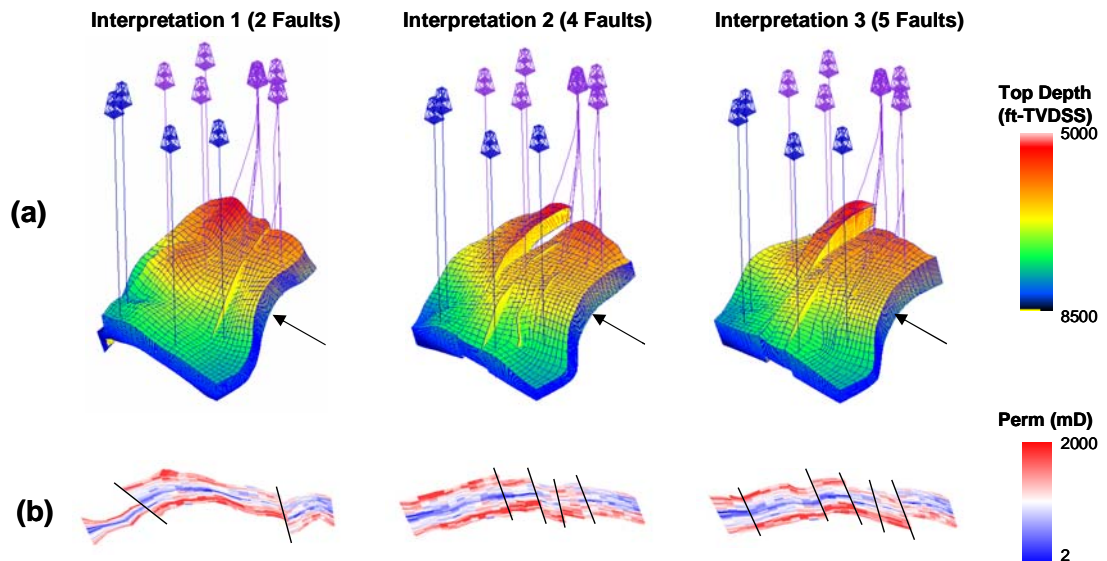 Interpretation 1 (2 Faults)
Interpretation 2 (4 Faults)
Interpretation 3 (5 Faults)
Top Depth
(ft-TVDSS)
5000
8500
(a)
Perm (mD)
2000
2
(b)